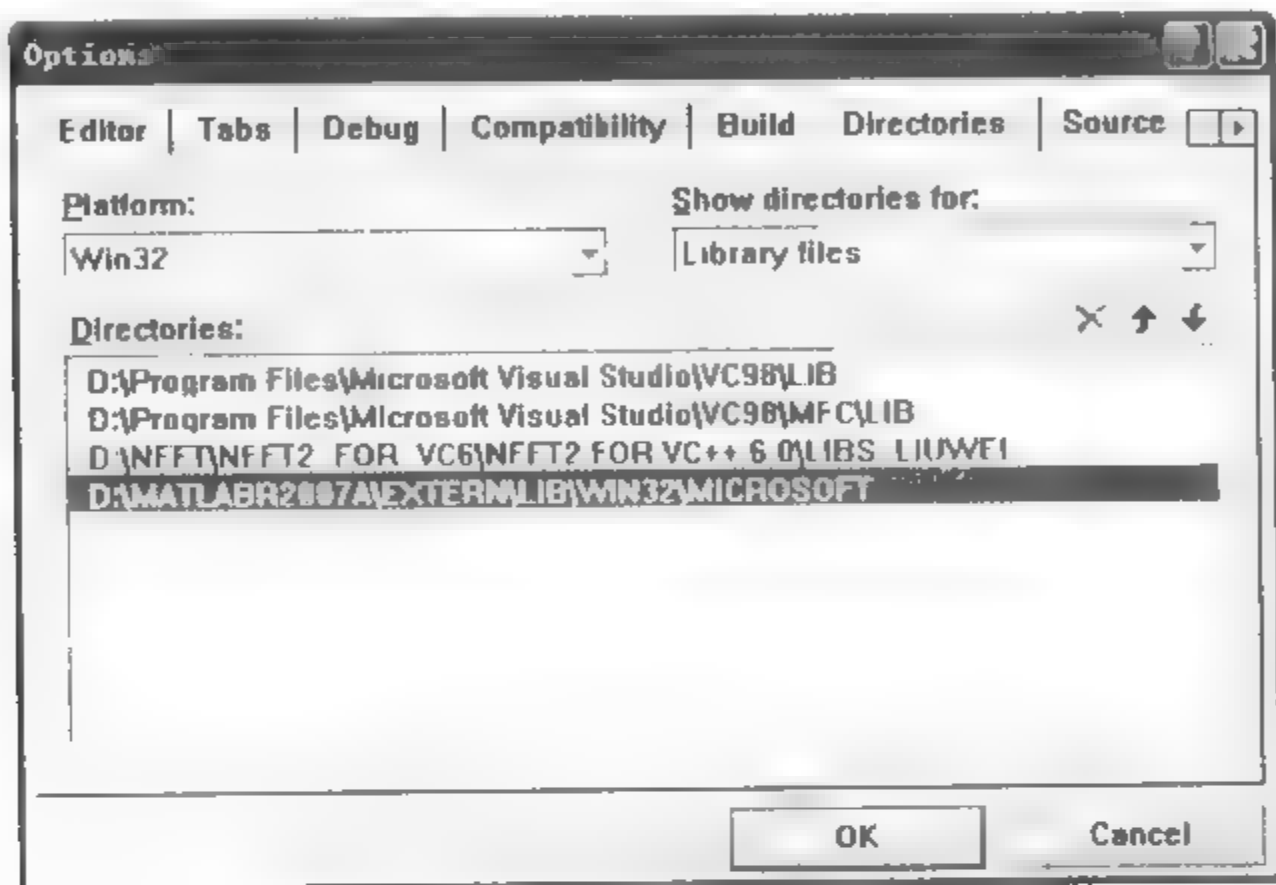 Options
Editor Tabs Debug Compatibility Build Directories Source
Platform: Show directories for:
Win32 Library files
Directories:
D:\Program Files\Microsoft Visual Studio\VC98\LIB
D:\Program Files\Microsoft Visual Studio\VC98\MFC\LIB
D:\NFFT\NFFT2_FOR_VC6\NFFT2 FOR VC++ 6.0\LIBS_LIUWEI
D:\MATLABR2007A\EXTERN\LIB\WIN32\MICROSOFT
OK Cancel